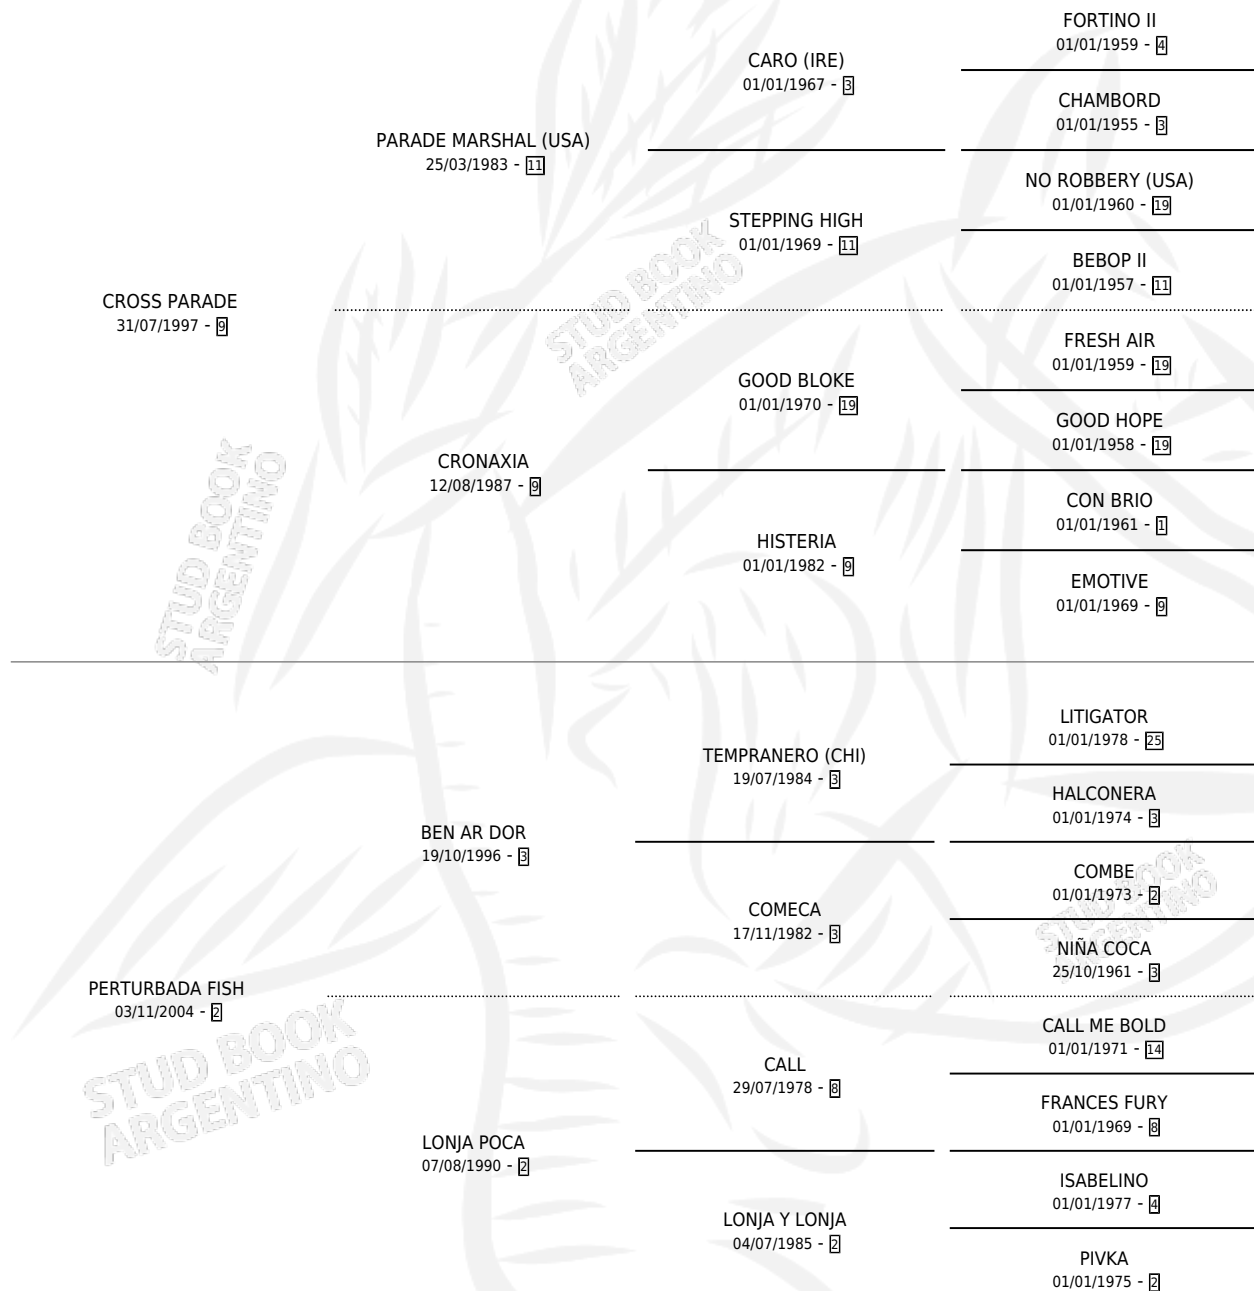 FORTINO II
01/01/1959 - 4
CARO (IRE)
01/01/1967 - 3
CHAMBORD
01/01/1955 - 3
PARADE MARSHAL (USA)
25/03/1983 - 11
NO ROBBERY (USA)
01/01/1960 - 19
STEPPING HIGH
01/01/1969 - 11
BEBOP II
01/01/1957 - 11
CROSS PARADE
31/07/1997 - 9
STUD BOOK
ARGENTINO
FRESH AIR
01/01/1959 - 19
GOOD BLOKE
01/01/1970 - 19
GOOD HOPE
01/01/1958 - 19
CRONAXIA
12/08/1987 - 9
CON BRIO
01/01/1961 - 1
HISTERIA
01/01/1982 - 9
EMOTIVE
01/01/1969 - 9
STUD BOOK
ARGENTINO
LITIGATOR
01/01/1978 - 25
TEMPRANERO (CHI)
19/07/1984 - 3
HALCONERA
01/01/1974 - 3
BEN AR DOR
19/10/1996 - 3
COMBE
01/01/1973 - 2
COMECA
17/11/1982 - 3
STUD BOOK
ARGENTINO
NIÑA COCA
25/10/1961 - 3
PERTURBADA FISH
03/11/2004 - 2
STUD BOOK
ARGENTINO
CALL ME BOLD
01/01/1971 - 14
CALL
29/07/1978 - 8
FRANCES FURY
01/01/1969 - 8
LONJA POCA
07/08/1990 - 2
ISABELINO
01/01/1977 - 4
LONJA Y LONJA
04/07/1985 - 2
PIVKA
01/01/1975 - 2